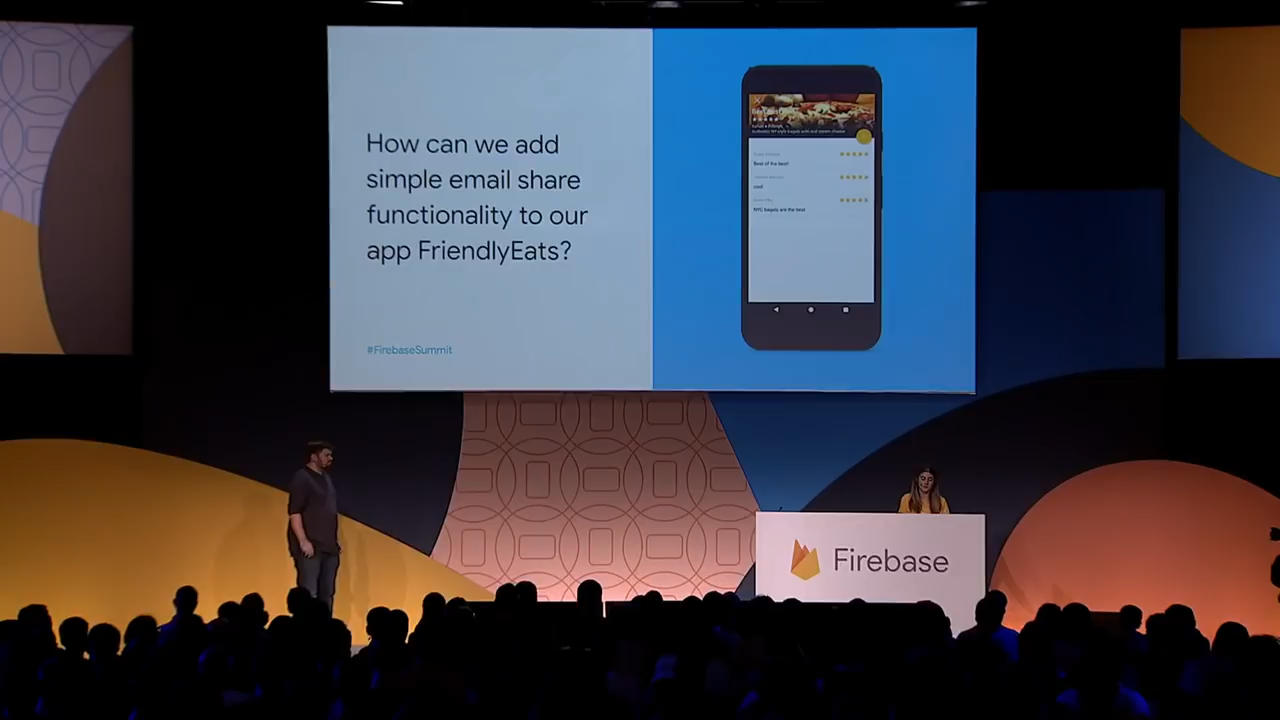 How can we add
simple email share
functionality to our
app FriendlyEats?
#FirebaseSummit
Best of the best!
cool
NYC bagels are the best
Firebase